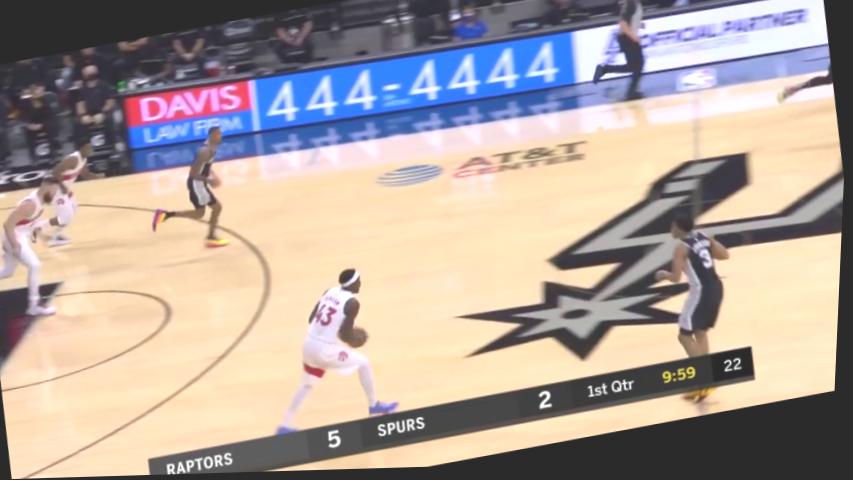 OFFICIAL PARTNER
DAVIS
LAW FIRM
444-4444
AT&T
CENTER
43
3
RAPTORS 5 SPURS 2 1st Qtr 9:59 22